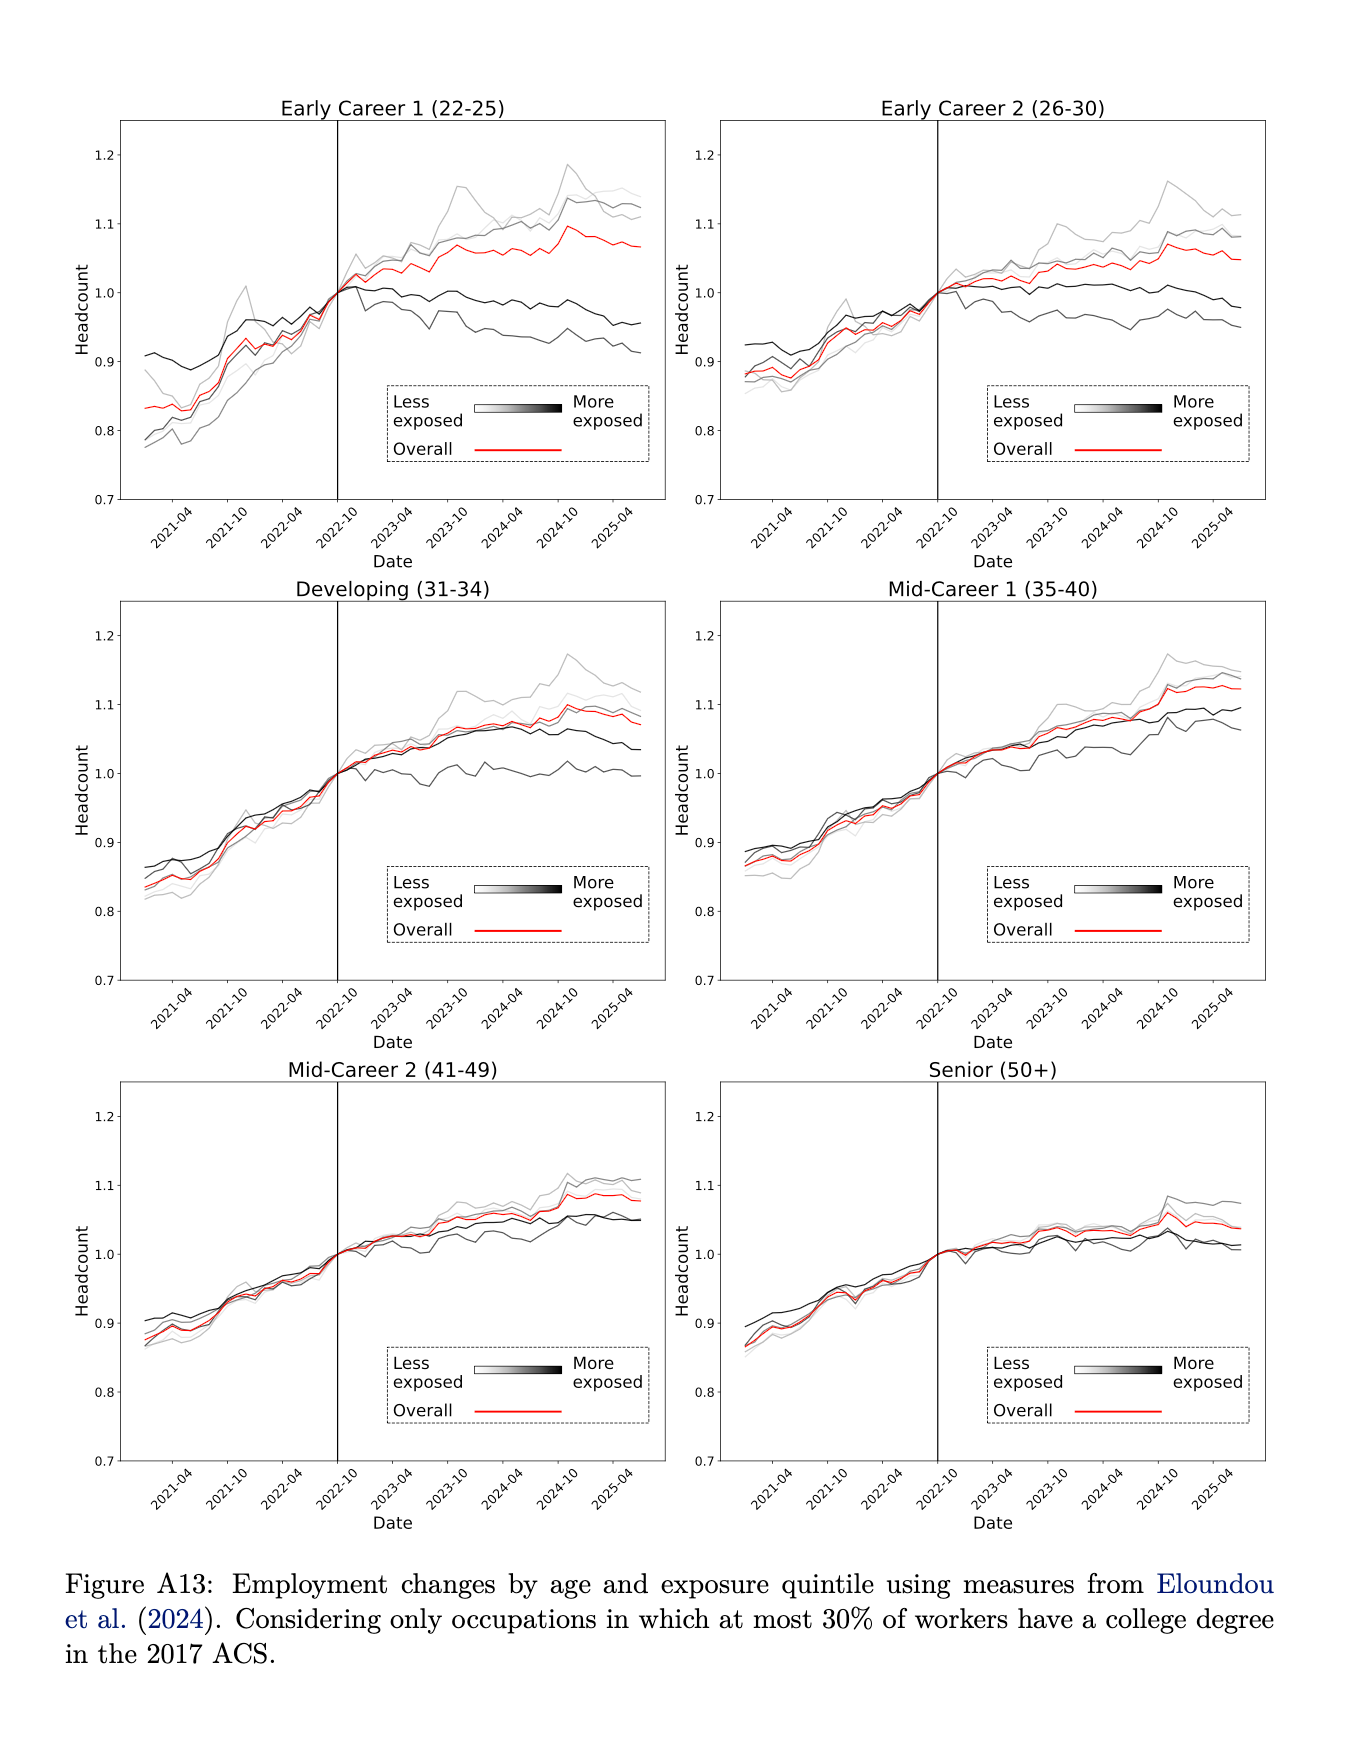 Early Career 1 (22-25)
1.2
1.1
1.0
0.9
0.8
0.7
Headcount
Less exposed
More exposed
Overall
2021-04
2021-10
2022-04
2022-10
2023-04
2023-10
2024-04
2024-10
2025-04
Date
Early Career 2 (26-30)
1.2
1.1
1.0
0.9
0.8
0.7
Headcount
Less exposed
More exposed
Overall
2021-04
2021-10
2022-04
2022-10
2023-04
2023-10
2024-04
2024-10
2025-04
Date
Developing (31-34)
1.2
1.1
1.0
0.9
0.8
0.7
Headcount
Less exposed
More exposed
Overall
2021-04
2021-10
2022-04
2022-10
2023-04
2023-10
2024-04
2024-10
2025-04
Date
Mid-Career 1 (35-40)
1.2
1.1
1.0
0.9
0.8
0.7
Headcount
Less exposed
More exposed
Overall
2021-04
2021-10
2022-04
2022-10
2023-04
2023-10
2024-04
2024-10
2025-04
Date
Mid-Career 2 (41-49)
1.2
1.1
1.0
0.9
0.8
0.7
Headcount
Less exposed
More exposed
Overall
2021-04
2021-10
2022-04
2022-10
2023-04
2023-10
2024-04
2024-10
2025-04
Date
Senior (50+)
1.2
1.1
1.0
0.9
0.8
0.7
Headcount
Less exposed
More exposed
Overall
2021-04
2021-10
2022-04
2022-10
2023-04
2023-10
2024-04
2024-10
2025-04
Date
Figure A13: Employment changes by age and exposure quintile using measures from Eloundou
et al. (2024). Considering only occupations in which at most 30% of workers have a college degree
in the 2017 ACS.